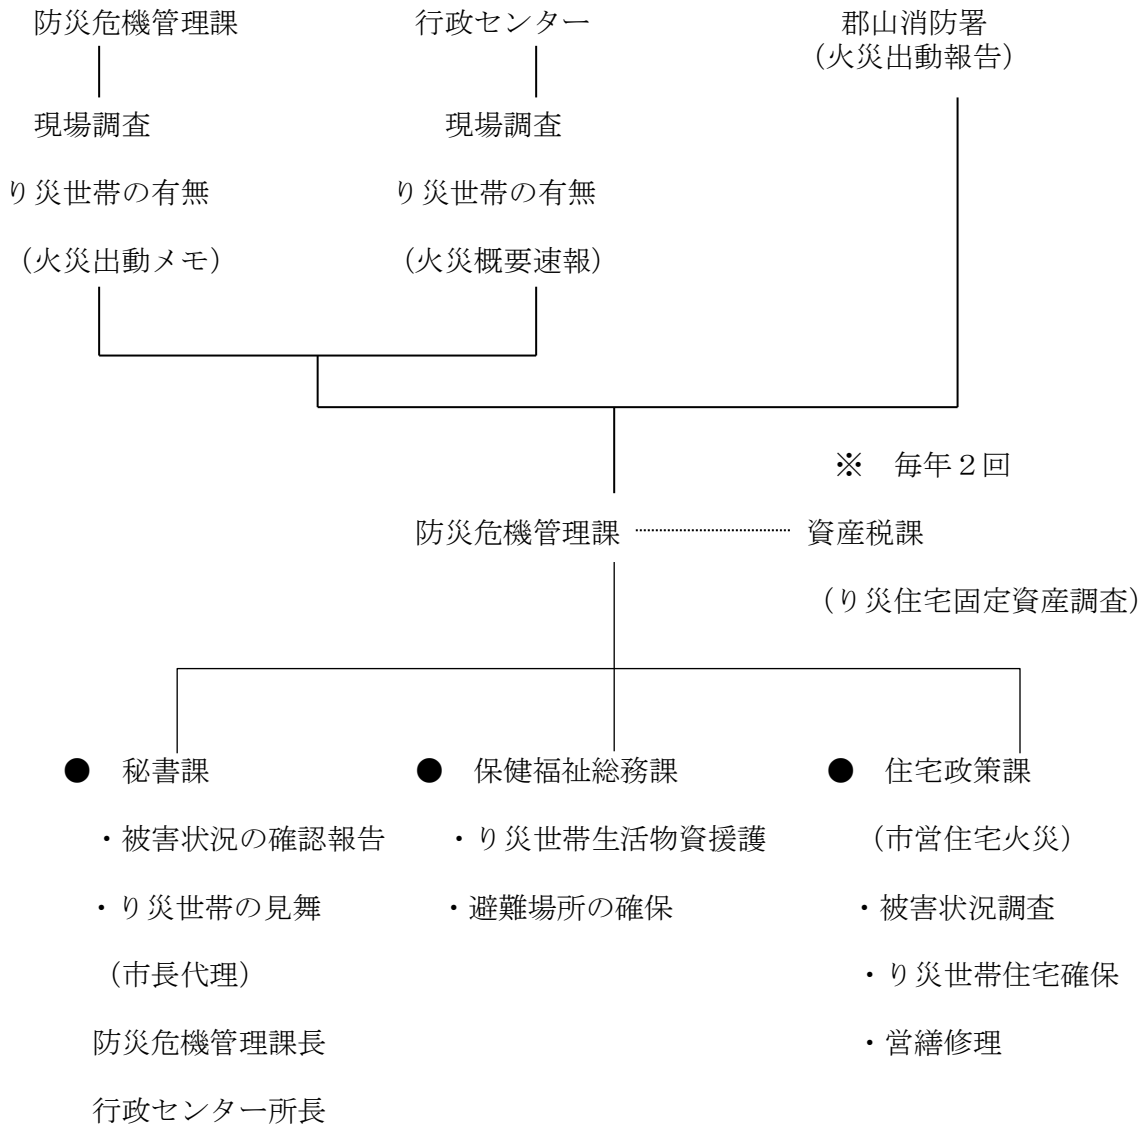 防災危機管理課
行政センター
郡山消防署
（火災出動報告）
現場調査
現場調査
り災世帯の有無
り災世帯の有無
（火災出動メモ）
（火災概要速報）
※　毎年２回
防災危機管理課
資産税課
（り災住宅固定資産調査）
●　秘書課
●　保健福祉総務課
●　住宅政策課
・被害状況の確認報告
・り災世帯生活物資援護
（市営住宅火災）
・り災世帯の見舞
・避難場所の確保
・被害状況調査
（市長代理）
・り災世帯住宅確保
防災危機管理課長
・営繕修理
行政センター所長